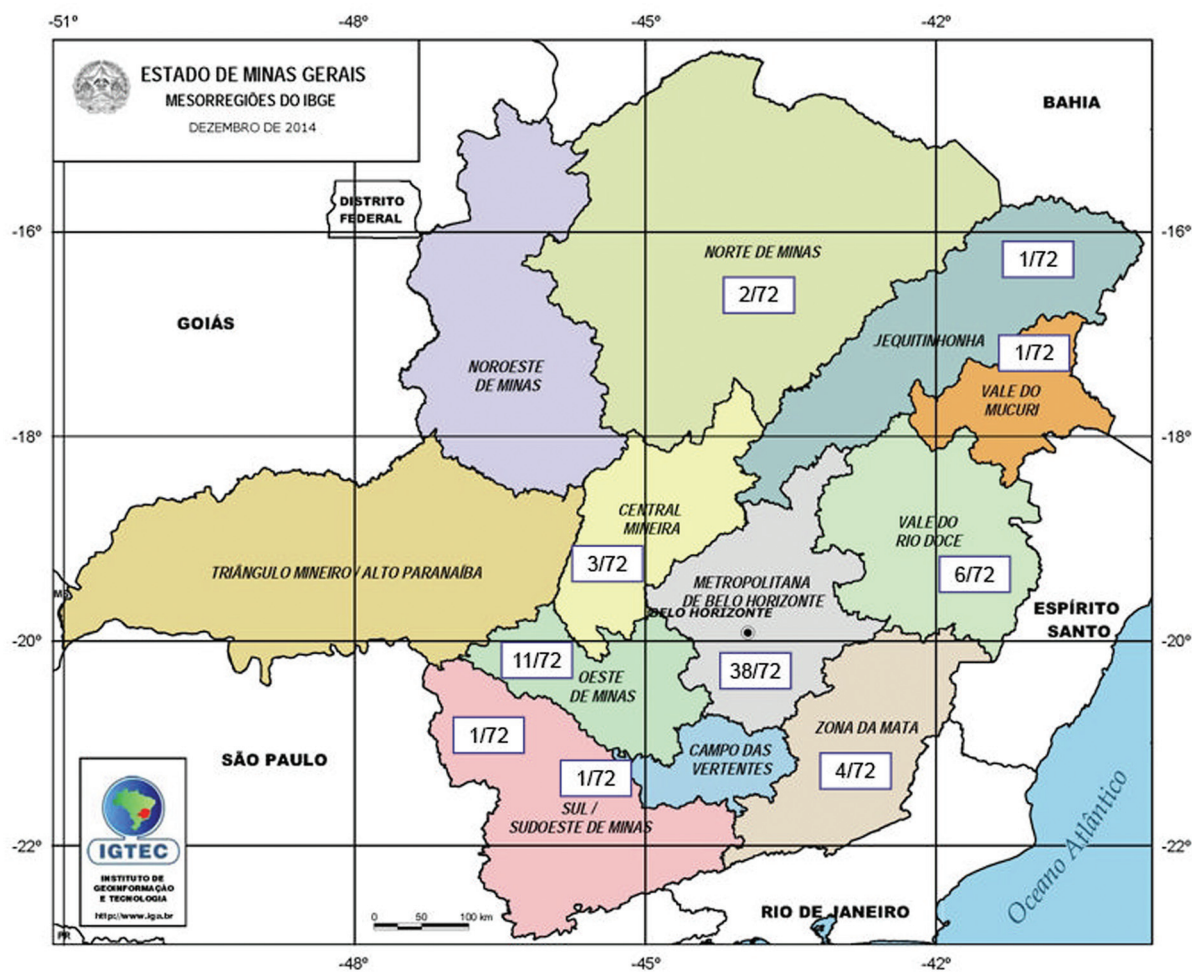 -51º
-48º
-45º
-42º
ESTADO DE MINAS GERAIS
MESORREGIÕES DO IBGE
DEZEMBRO DE 2014
BAHIA
DISTRITO
FEDERAL
-16º
-16º
NORTE DE MINAS
1/72
2/72
GOIÁS
JEQUITINHONHA
1/72
NOROESTE
DE MINAS
VALE DO
MUCURI
-18º
-18º
CENTRAL
MINEIRA
VALE DO
RIO DOCE
3/72
TRIÂNGULO MINEIRO / ALTO PARANAÍBA
METROPOLITANA
DE BELO HORIZONTE
6/72
BELO HORIZONTE
ESPÍRITO
SANTO
-20º
-20º
11/72
OESTE
DE MINAS
38/72
1/72
ZONA DA MATA
SÃO PAULO
CAMPO DAS
VERTENTES
1/72
4/72
SUL /
SUDOESTE DE MINAS
Oceano Atlântico
IGTEC
INSTITUTO DE
GEOINFORMAÇÃO
E TECNOLOGIA
http://www.iga.br
-22º
-22º
0 50 100 km
RIO DE JANEIRO
PR
-48º
-45º
-42º